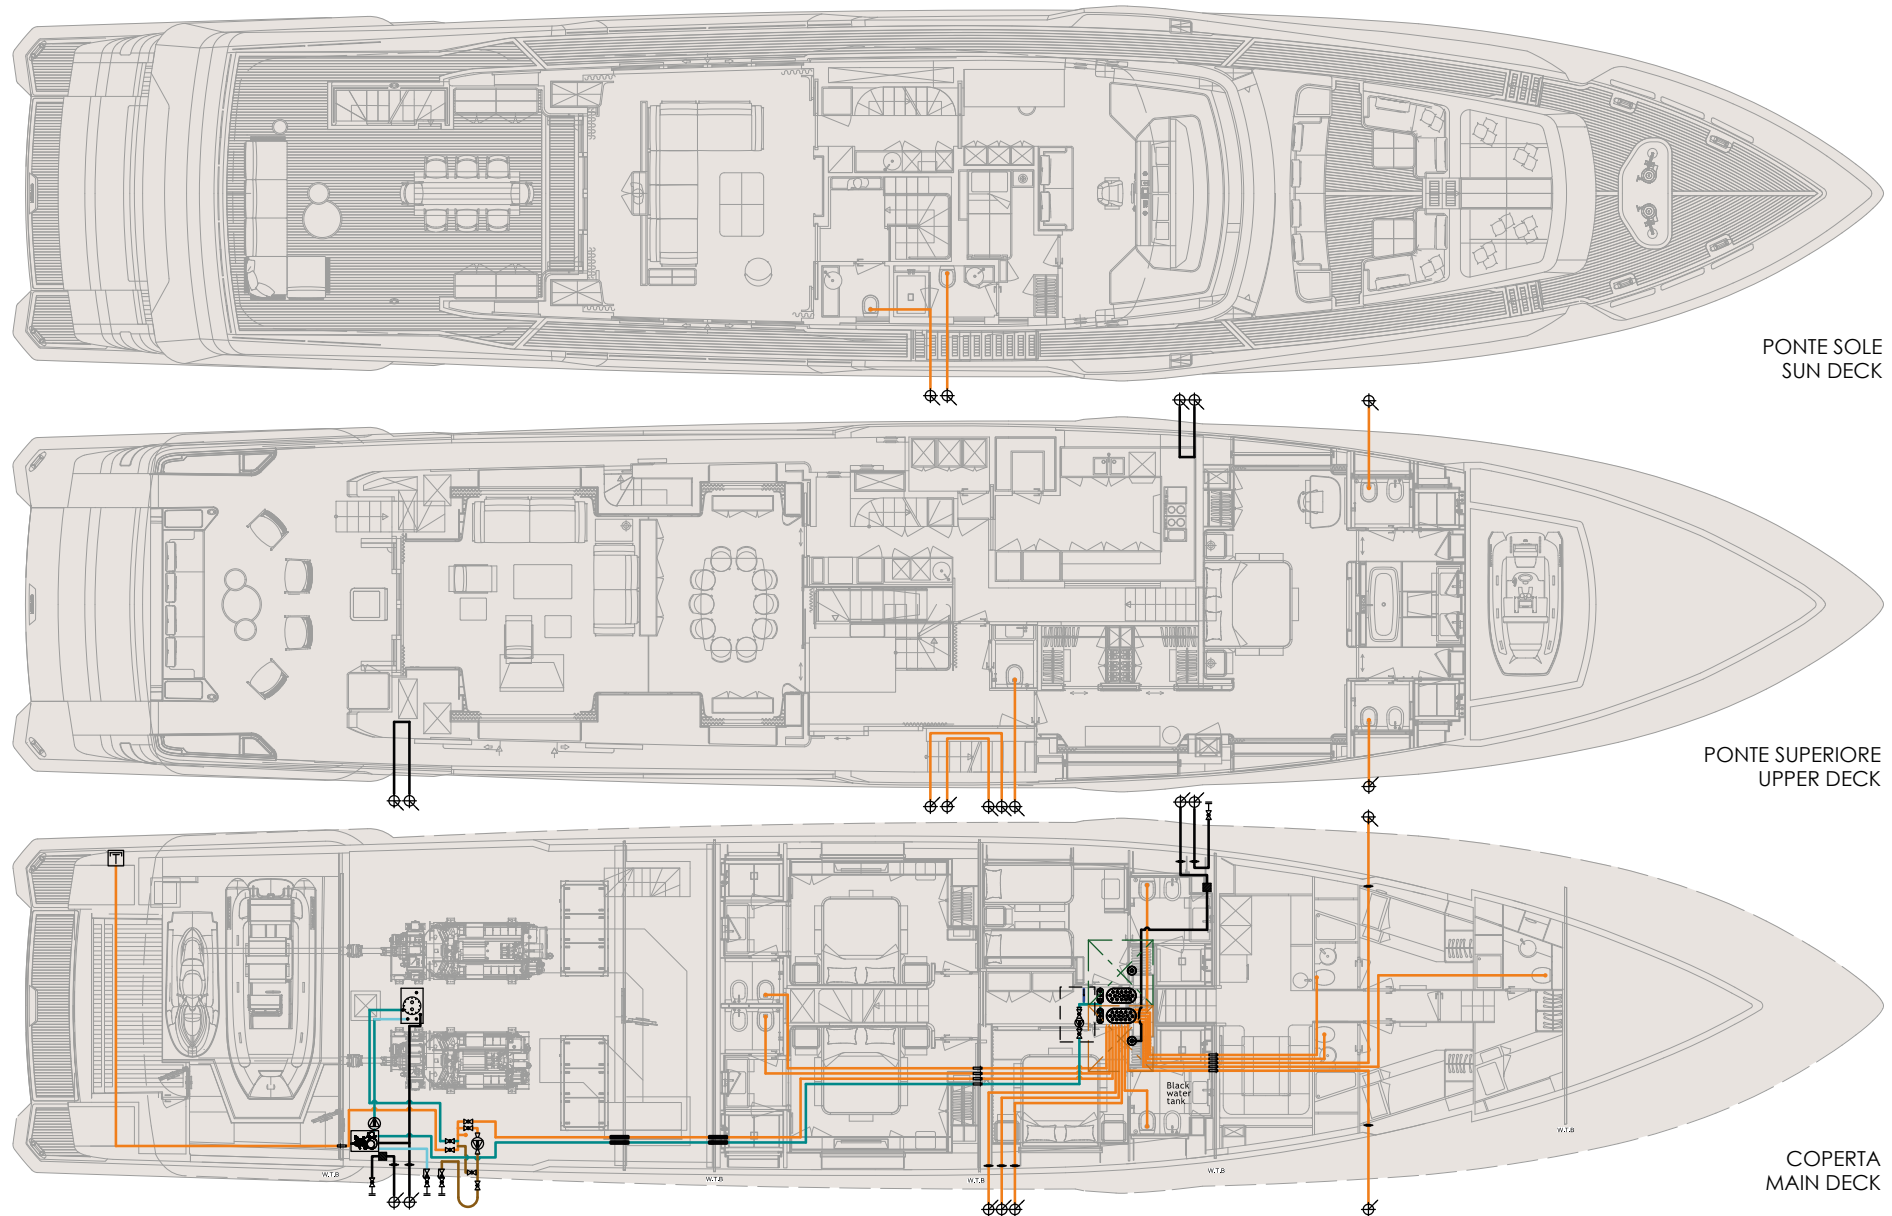 PONTE SOLE
SUN DECK
PONTE SUPERIORE
UPPER DECK
Black
water
tank
W.T.B
W.T.B
W.T.B
W.T.B
W.T.B
COPERTA
MAIN DECK